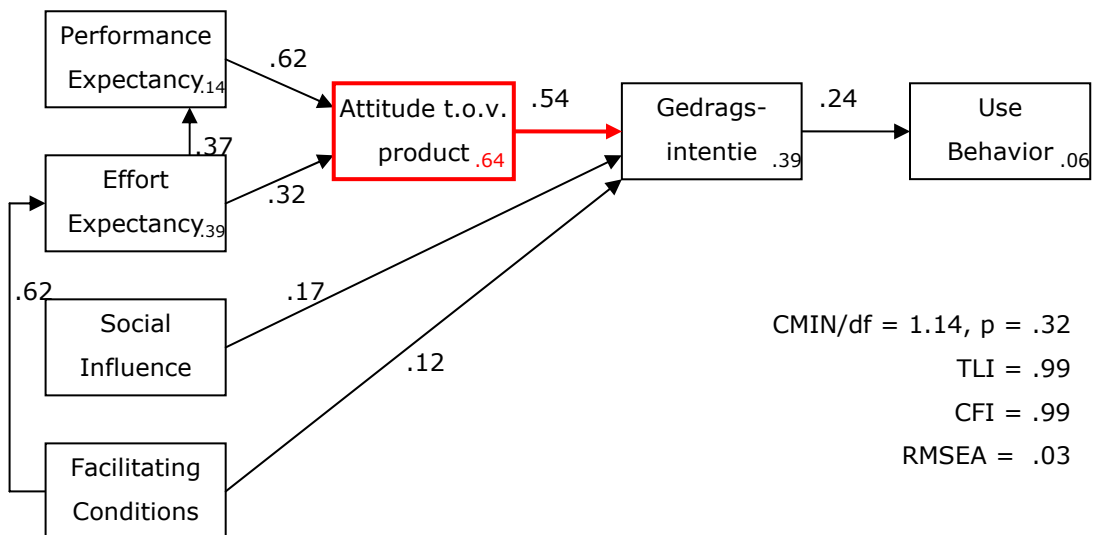 Performance
Expectancy.14
.62
.37
Effort
Expectancy.39
.32
Attitude t.o.v.
product .64
.54
Gedrags-
intentie .39
.24
Use
Behavior .06
.62
Social
Influence
.17
Facilitating
Conditions
.12
CMIN/df = 1.14, p = .32
TLI = .99
CFI = .99
RMSEA = .03